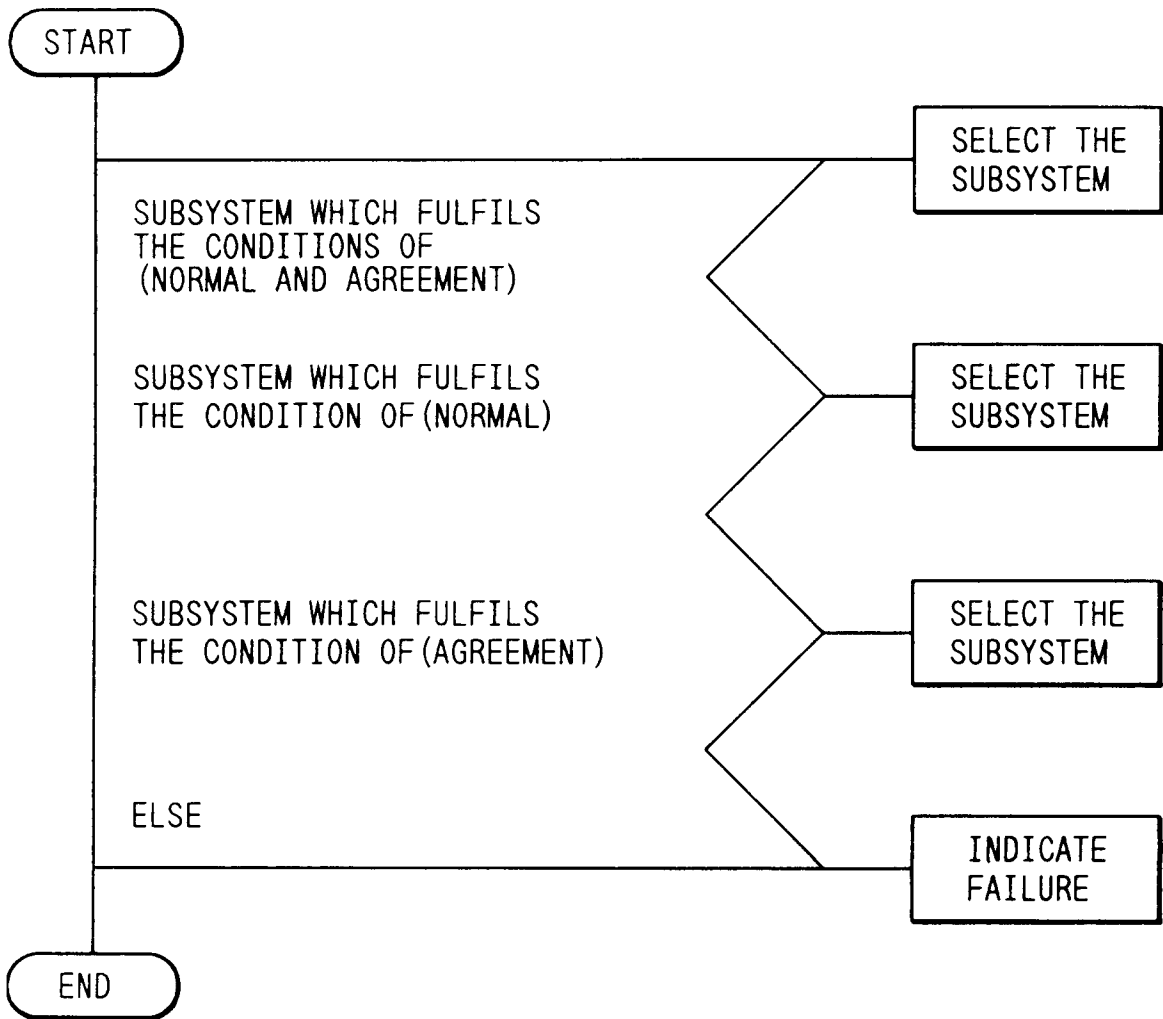 START
SELECT THE
SUBSYSTEM
SUBSYSTEM WHICH FULFILS
THE CONDITIONS OF
(NORMAL AND AGREEMENT)
SUBSYSTEM WHICH FULFILS
THE CONDITION OF(NORMAL)
SELECT THE
SUBSYSTEM
SUBSYSTEM WHICH FULFILS
THE CONDITION OF(AGREEMENT)
SELECT THE
SUBSYSTEM
ELSE
INDICATE
FAILURE
END